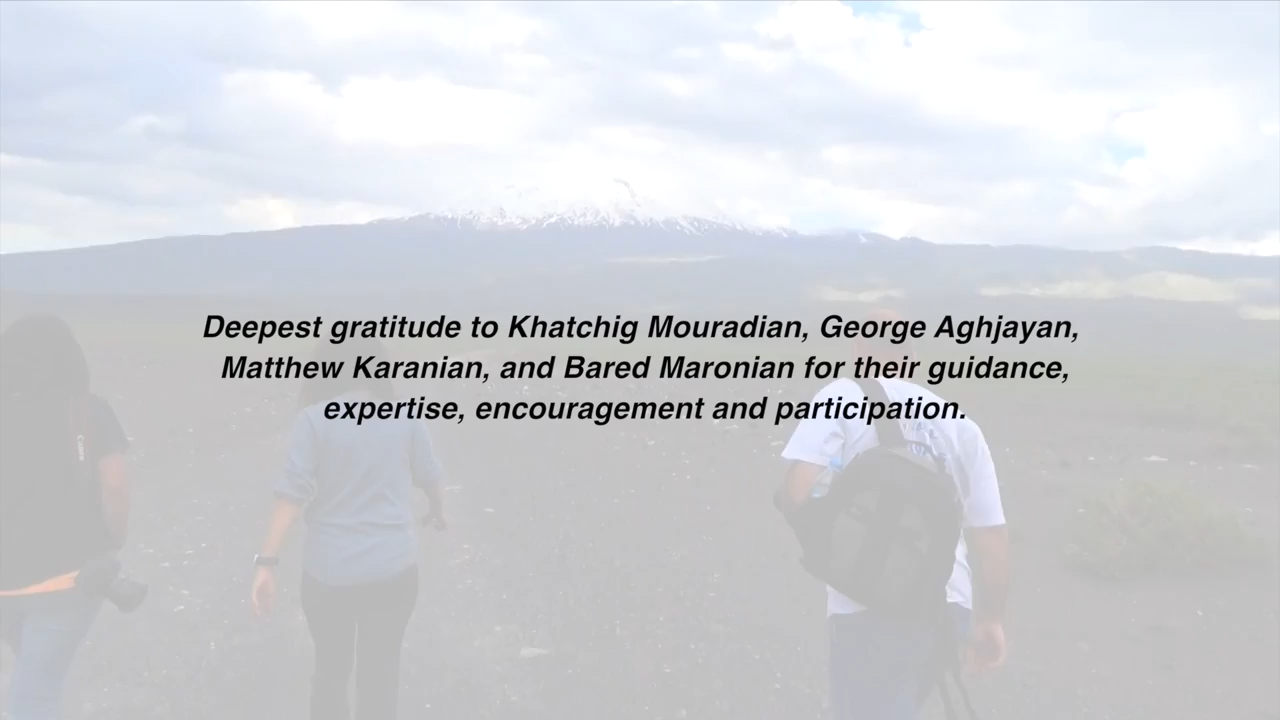 Deepest gratitude to Khatchig Mouradian, George Aghjayan,
Matthew Karanian, and Bared Maronian for their guidance,
expertise, encouragement and participation.